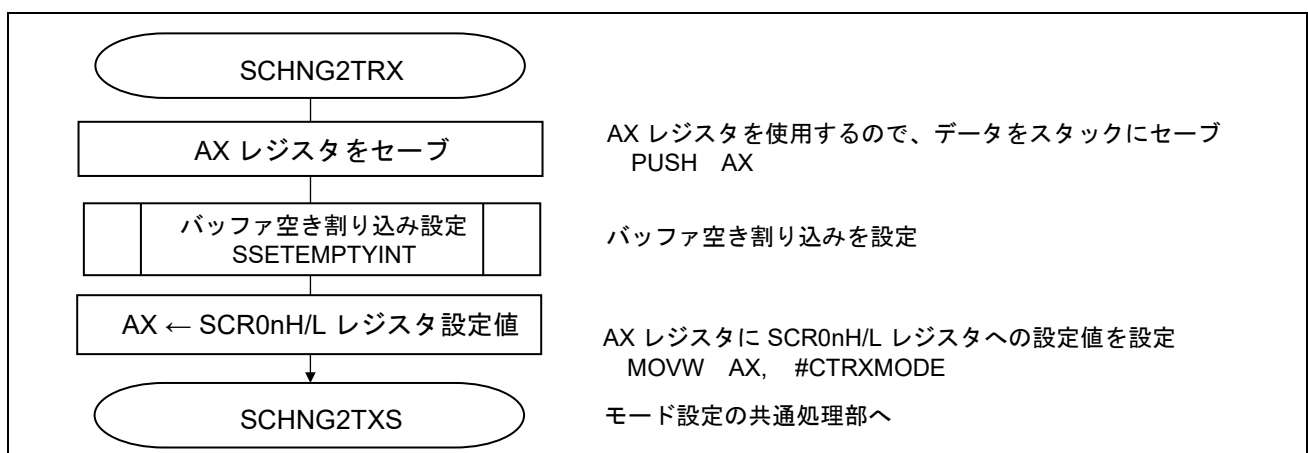 SCHNG2TRX
AX レジスタをセーブ
AX レジスタを使用するので、データをスタックにセーブ
PUSH AX
バッファ空き割り込み設定
SSETEMPTYINT
バッファ空き割り込みを設定
AX ← SCR0nH/L レジスタ設定値
AX レジスタに SCR0nH/L レジスタへの設定値を設定
MOVW AX, #CTRXMODE
SCHNG2TXS
モード設定の共通処理部へ